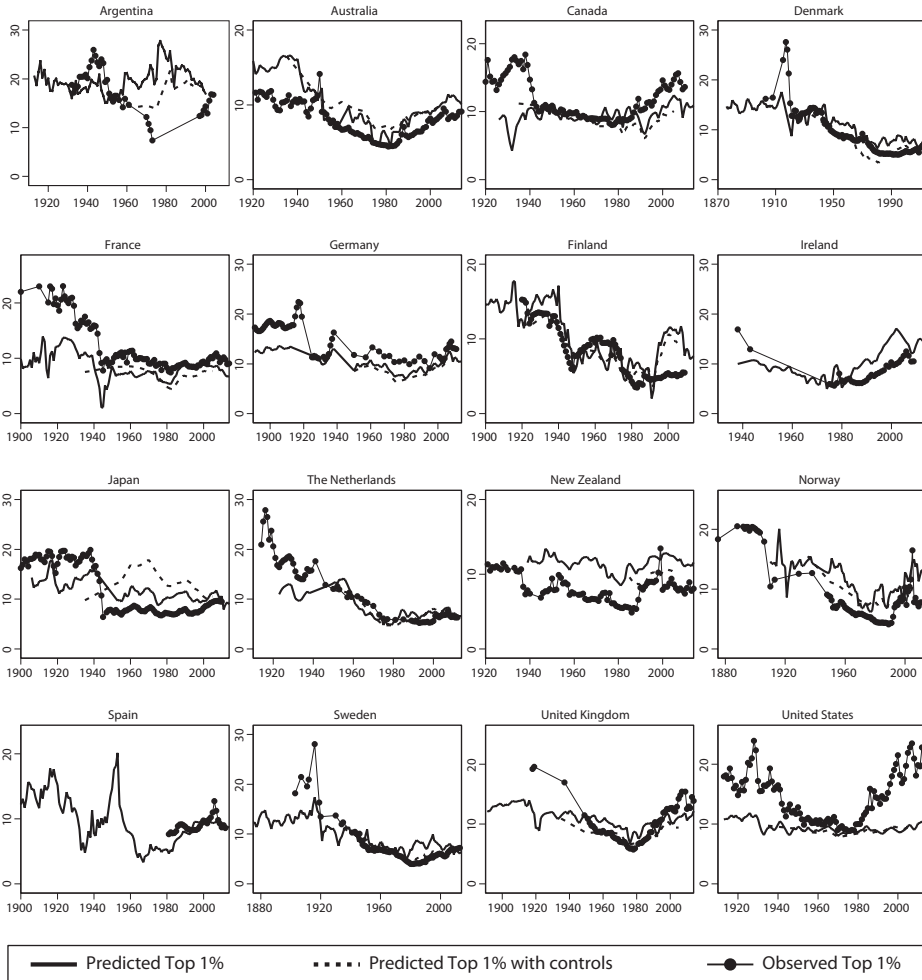 Argentina
30
20
10
0
1920 1940 1960 1980 2000
Australia
20
10
0
1920 1940 1960 1980 2000
Canada
20
10
0
1920 1940 1960 1980 2000
Denmark
30
20
10
0
1870 1910 1950 1990
France
20
10
0
1900 1920 1940 1960 1980 2000
Germany
30
20
10
0
1900 1920 1940 1960 1980 2000
Finland
20
10
0
1900 1920 1940 1960 1980 2000
Ireland
30
20
10
0
1940 1960 1980 2000
Japan
30
20
10
0
1900 1920 1940 1960 1980 2000
The Netherlands
30
20
10
0
1920 1940 1960 1980 2000
New Zealand
20
10
0
1920 1940 1960 1980 2000
Norway
20
10
0
1880 1920 1960 2000
Spain
20
10
0
1900 1920 1940 1960 1980 2000
Sweden
30
20
10
0
1880 1920 1960 2000
United Kingdom
20
10
0
1900 1920 1940 1960 1980 2000
United States
20
10
0
1920 1940 1960 1980 2000
Predicted Top 1%
Predicted Top 1% with controls
Observed Top 1%